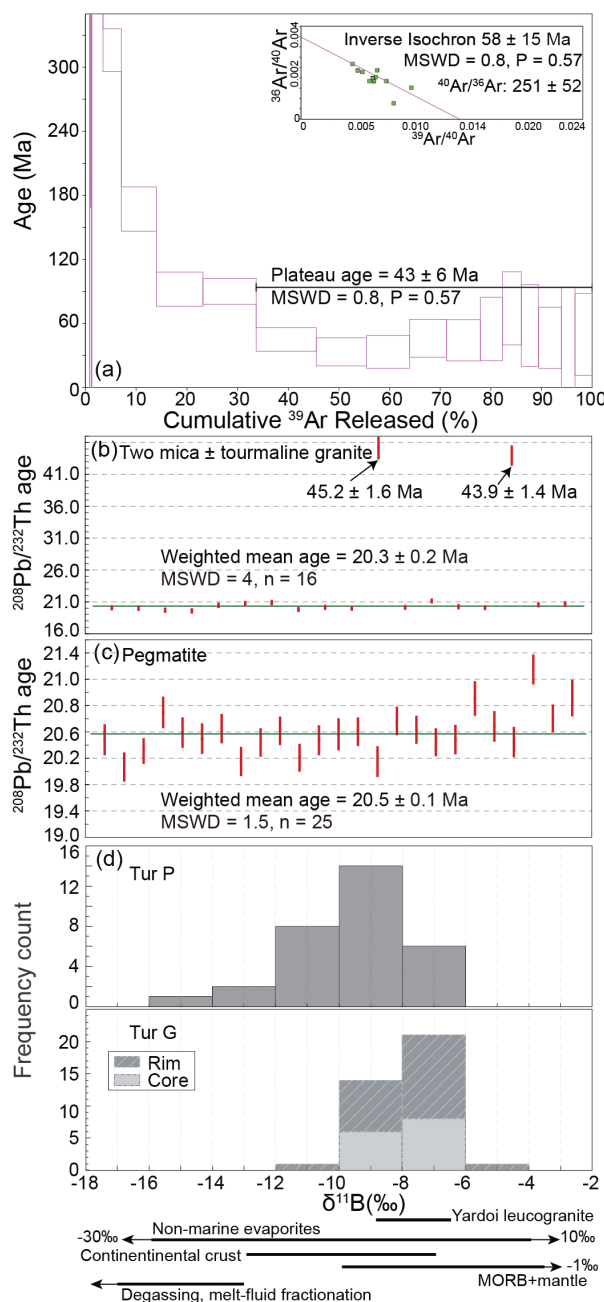 Age (Ma)
300
240
180
120
60
0
(a)
0.004
0.002
0
36Ar/40Ar
Inverse Isochron 58 ± 15 Ma
MSWD = 0.8, P = 0.57
40Ar/36Ar: 251 ± 52
0 0.005 0.010 0.014 0.024
39Ar/40Ar
Plateau age = 43 ± 6 Ma
MSWD = 0.8, P = 0.57
0 10 20 30 40 50 60 70 80 90 100
Cumulative 39Ar Released (%)
208Pb/232Th age
41.0
36.0
31.0
26.0
21.0
16.0
(b) Two mica ± tourmaline granite
45.2 ± 1.6 Ma
43.9 ± 1.4 Ma
Weighted mean age = 20.3 ± 0.2 Ma
MSWD = 4, n = 16
208Pb/232Th age
21.4
20.8
20.6
20.2
19.8
19.4
19.0
(c) Pegmatite
Weighted mean age = 20.5 ± 0.1 Ma
MSWD = 1.5, n = 25
Frequency count
16
12
8
4
0
(d)
Tur P
20
15
10
5
0
Tur G
Rim
Core
-18 -16 -14 -12 -10 -8 -6 -4 -2
δ11B(‰)
Yardoi leucogranite
-30‰ Non-marine evaporites 10‰
Continentinental crust
-1‰
MORB+mantle
Degassing, melt-fluid fractionation